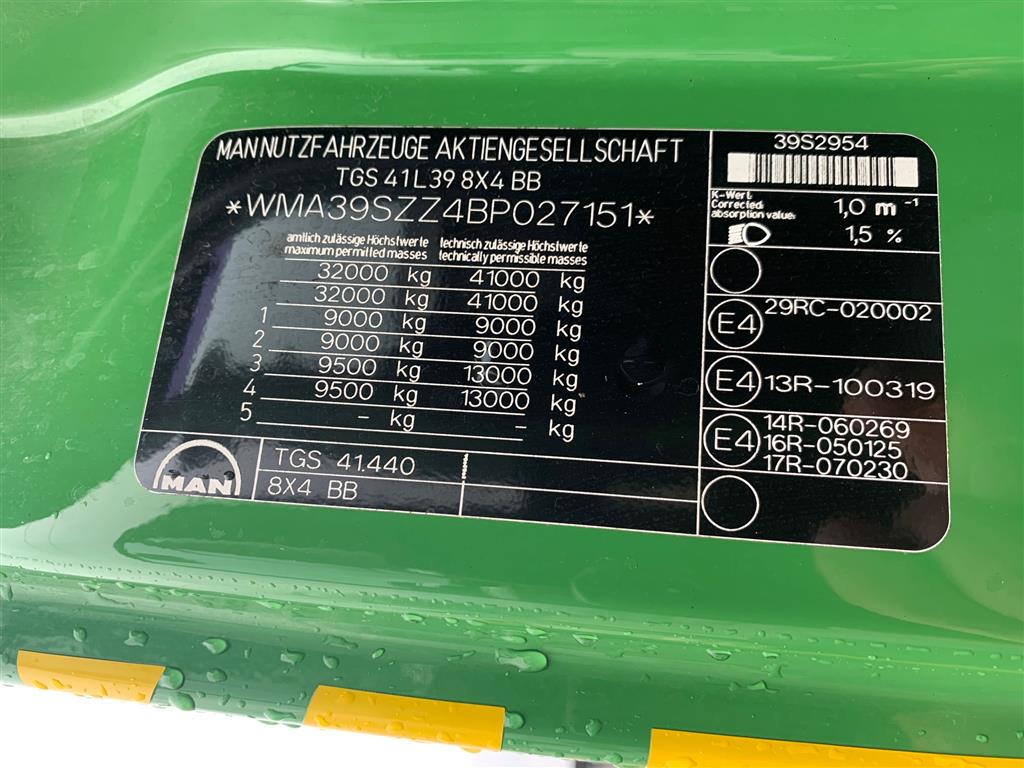 MAN NUTZFAHRZEUGE AKTIENGESELLSCHAFT
TGS 41 L 39 8X4 BB
*WMA39SZZ4BP027151*
amtlich zulässige Höchstwerte technisch zulässige Höchstwerte
maximum permitted masses technically permissible masses
32000 kg 41000 kg
32000 kg 41000 kg
1 9000 kg 9000 kg
2 9000 kg 9000 kg
3 9500 kg 13000 kg
4 9500 kg 13000 kg
5 - kg - kg
MAN
TGS 41.440
8X4 BB
39S2954
K-Wert
Corrected
absorption value:
1,0 m -1
1,5 %
E4 29RC-020002
E4 13R-100319
E4
14R-060269
16R-050125
17R-070230